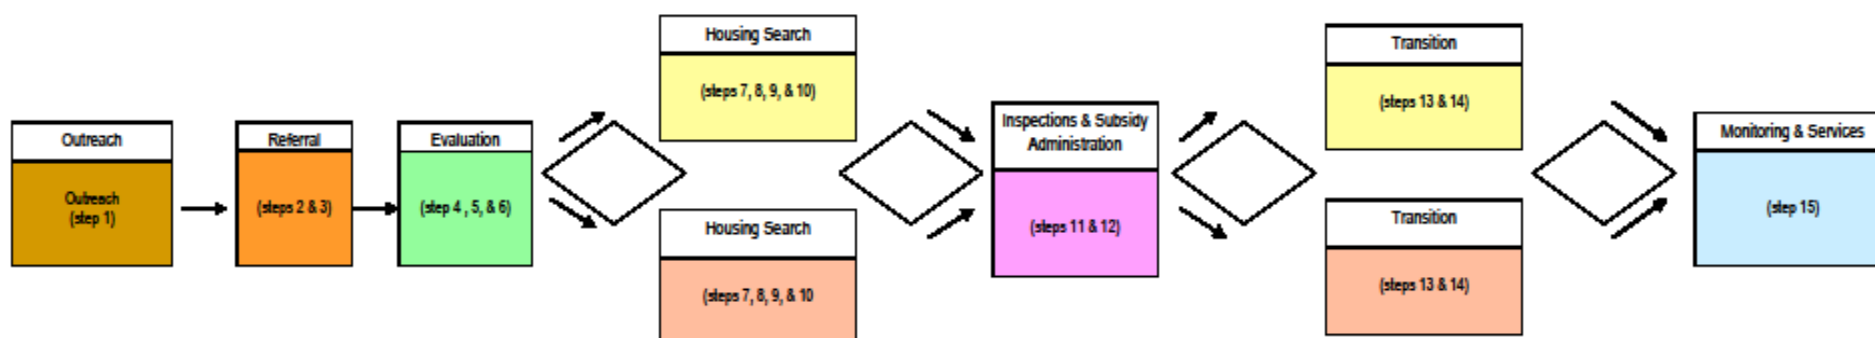 Outreach
Outreach
(step 1)
Referral
(steps 2 & 3)
Evaluation
(step 4 , 5, & 6)
Housing Search
(steps 7, 8, 9, & 10)
Housing Search
(steps 7, 8, 9, & 10
Inspections & Subsidy
Administration
(steps 11 & 12)
Transition
(steps 13 & 14)
Transition
(steps 13 & 14)
Monitoring & Services
(step 15)